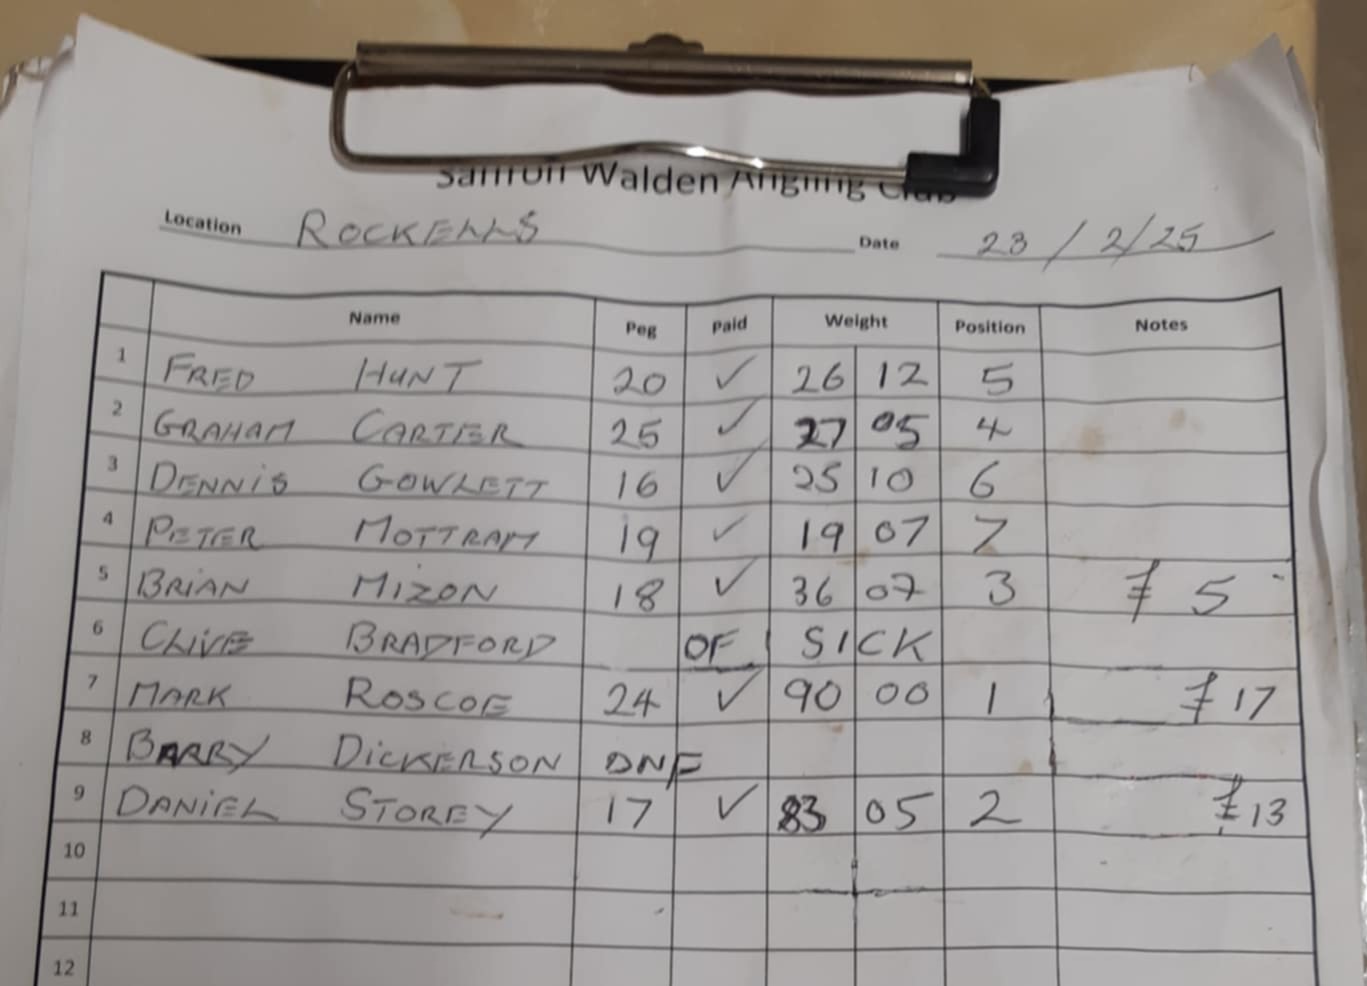 Saffron Walden Angling Club
Location ROCKELLS Date 23/2/25
Name Peg Paid Weight Position Notes
1 FRED HUNT 20 ✓ 26 12 5
2 GRAHAM CARTER 25 ✓ 27 05 4
3 DENNIS GOWLETT 16 ✓ 25 10 6
4 PETER MOTTRAM 19 ✓ 19 07 7
5 BRIAN MIZON 18 ✓ 36 07 3 £ 5
6 CLIVE BRADFORD OF SICK
7 MARK ROSCOE 24 ✓ 90 00 1 £ 17
8 BARRY DICKERSON DNF
9 DANIEL STOREY 17 ✓ 83 05 2 £13
10
11
12